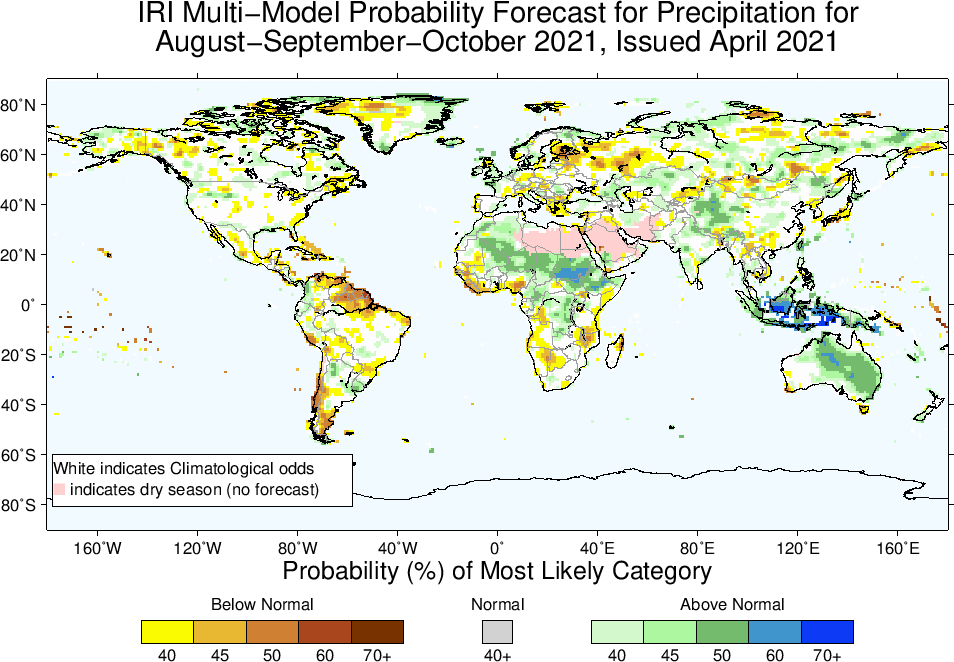 IRI Multi−Model Probability Forecast for Precipitation for
August−September−October 2021, Issued April 2021
80˚N
60˚N
40˚N
20˚N
0˚
20˚S
40˚S
60˚S
80˚S
White indicates Climatological odds
indicates dry season (no forecast)
160˚W 120˚W 80˚W 40˚W 0˚ 40˚E 80˚E 120˚E 160˚E
Probability (%) of Most Likely Category
Below Normal Normal Above Normal
40 45 50 60 70+ 40+ 40 45 50 60 70+